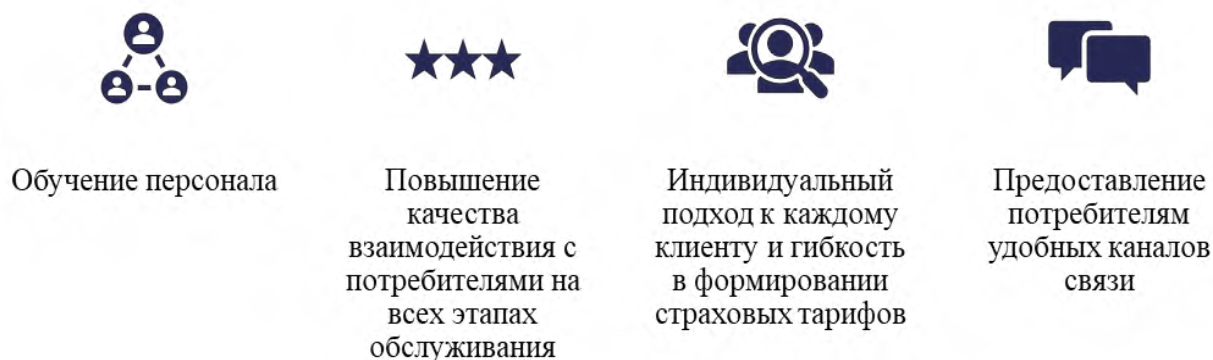 Обучение персонала
Повышение
качества
взаимодействия с
потребителями на
всех этапах
обслуживания
Индивидуальный
подход к каждому
клиенту и гибкость
в формировании
страховых тарифов
Предоставление
потребителям
удобных каналов
связи